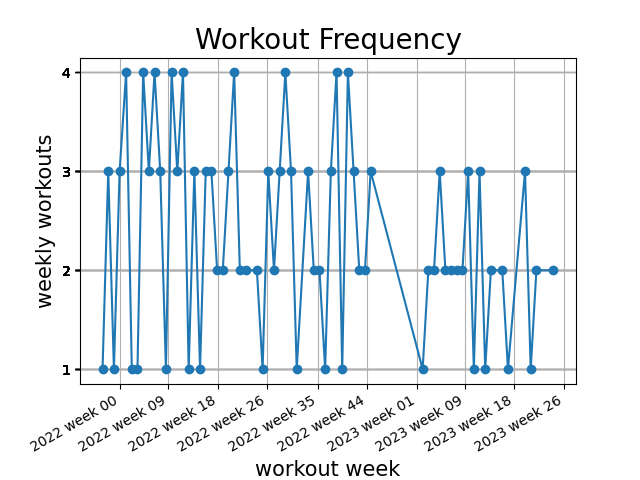 Workout Frequency
weekly workouts
4
3
2
1
2022 week 00
2022 week 09
2022 week 18
2022 week 26
2022 week 35
2022 week 44
2023 week 01
2023 week 09
2023 week 18
2023 week 26
workout week